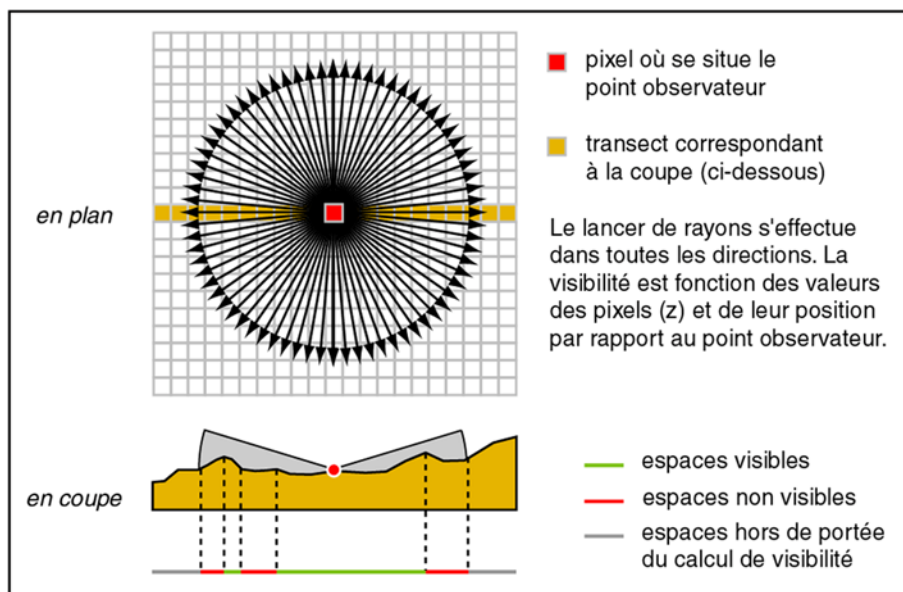 en plan
pixel où se situe le
point observateur
transect correspondant
à la coupe (ci-dessous)
Le lancer de rayons s'effectue
dans toutes les directions. La
visibilité est fonction des valeurs
des pixels (z) et de leur position
par rapport au point observateur.
en coupe
espaces visibles
espaces non visibles
espaces hors de portée
du calcul de visibilité